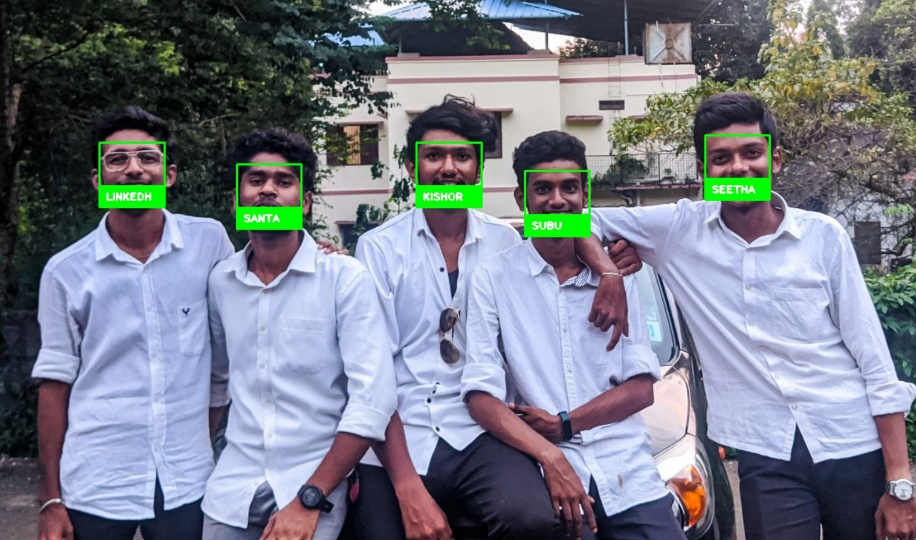 LINKEDH
SANTA
KISHOR
SUBU
SEETHA